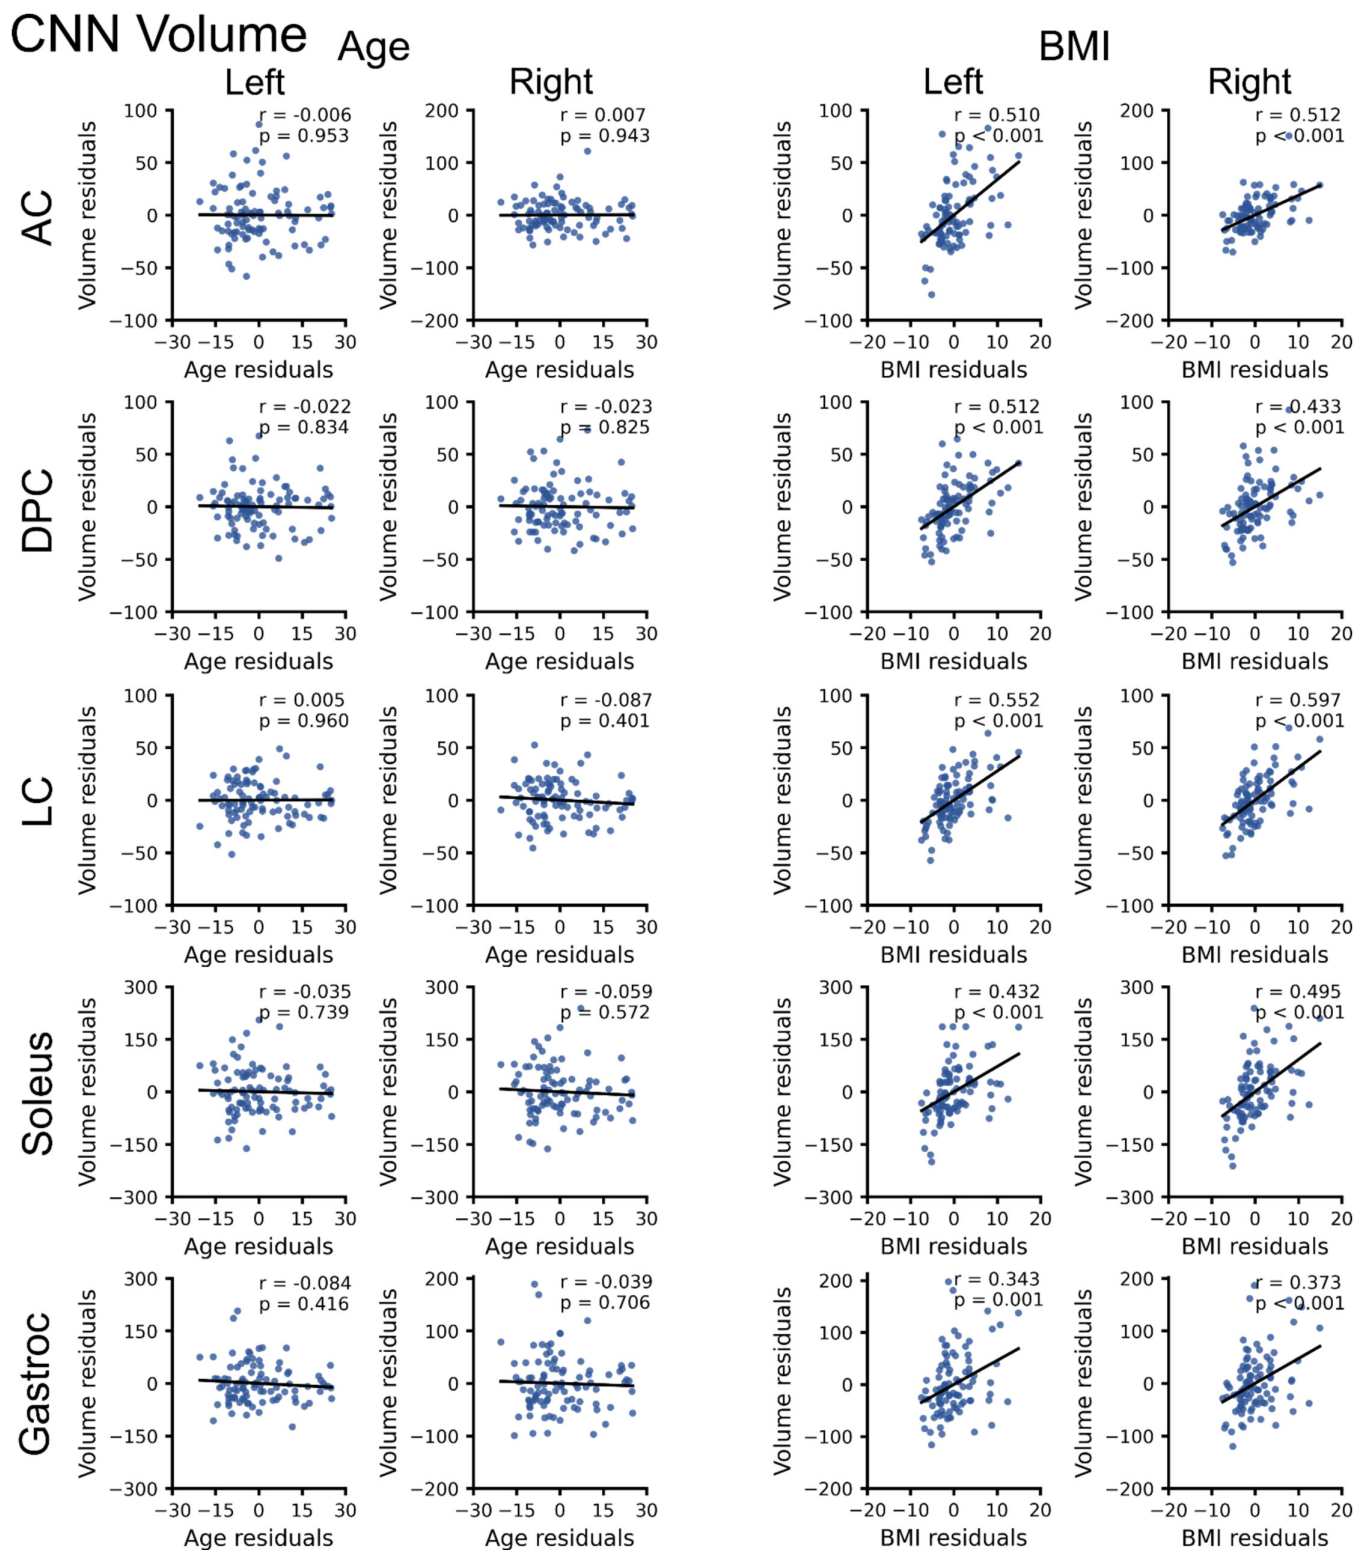 CNN Volume
Age
BMI
Left
Right
Left
Right
AC
Volume residuals
100
50
0
−50
−100
r = -0.006
p = 0.953
−30 −15 0 15 30
Age residuals
Volume residuals
200
100
0
−100
−200
r = 0.007
p = 0.943
−30 −15 0 15 30
Age residuals
Volume residuals
100
50
0
−50
−100
r = 0.510
p < 0.001
−20 −10 0 10 20
BMI residuals
Volume residuals
200
100
0
−100
−200
r = 0.512
p < 0.001
−20 −10 0 10 20
BMI residuals
DPC
Volume residuals
100
50
0
−50
−100
r = -0.022
p = 0.834
−30 −15 0 15 30
Age residuals
Volume residuals
100
50
0
−50
−100
r = -0.023
p = 0.825
−30 −15 0 15 30
Age residuals
Volume residuals
100
50
0
−50
−100
r = 0.512
p < 0.001
−20 −10 0 10 20
BMI residuals
Volume residuals
100
50
0
−50
−100
r = 0.433
p < 0.001
−20 −10 0 10 20
BMI residuals
LC
Volume residuals
100
50
0
−50
−100
r = 0.005
p = 0.960
−30 −15 0 15 30
Age residuals
Volume residuals
100
50
0
−50
−100
r = -0.087
p = 0.401
−30 −15 0 15 30
Age residuals
Volume residuals
100
50
0
−50
−100
r = 0.552
p < 0.001
−20 −10 0 10 20
BMI residuals
Volume residuals
100
50
0
−50
−100
r = 0.597
p < 0.001
−20 −10 0 10 20
BMI residuals
Soleus
Volume residuals
300
150
0
−150
−300
r = -0.035
p = 0.739
−30 −15 0 15 30
Age residuals
Volume residuals
300
150
0
−150
−300
r = -0.059
p = 0.572
−30 −15 0 15 30
Age residuals
Volume residuals
300
150
0
−150
−300
r = 0.432
p < 0.001
−20 −10 0 10 20
BMI residuals
Volume residuals
300
150
0
−150
−300
r = 0.495
p < 0.001
−20 −10 0 10 20
BMI residuals
Gastroc
Volume residuals
300
150
0
−150
−300
r = -0.084
p = 0.416
−30 −15 0 15 30
Age residuals
Volume residuals
200
100
0
−100
−200
r = -0.039
p = 0.706
−30 −15 0 15 30
Age residuals
Volume residuals
200
100
0
−100
−200
r = 0.343
p = 0.001
−20 −10 0 10 20
BMI residuals
Volume residuals
200
100
0
−100
−200
r = 0.373
p < 0.001
−20 −10 0 10 20
BMI residuals